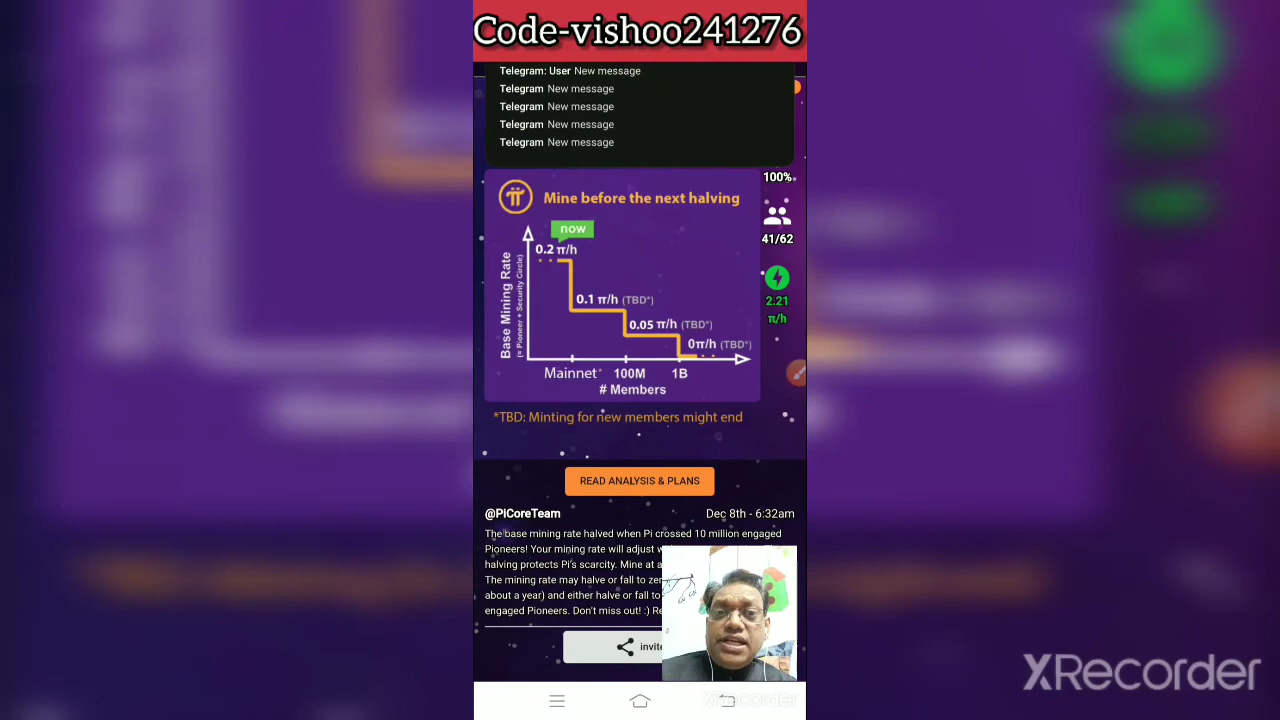 Code-vishoo241276
Telegram: User New message
Telegram New message
Telegram New message
Telegram New message
Telegram New message
100%
Mine before the next halving
now
41/62
0.2 π/h
Base Mining Rate
(= Pioneer + Security Circle)
2.21
π/h
0.1 π/h (TBD*)
0.05 π/h (TBD*)
0π/h (TBD*)
Mainnet* 100M 1B
# Members
*TBD: Minting for new members might end
READ ANALYSIS & PLANS
@PiCoreTeam Dec 8th - 6:32am
The base mining rate halved when Pi crossed 10 million engaged
Pioneers! Your mining rate will adjust
halving protects Pi's scarcity. Mine at
The mining rate may halve or fall to
about a year) and either halve or fall to
engaged Pioneers. Don't miss out! :)
invite
XRecorder
XRecorder